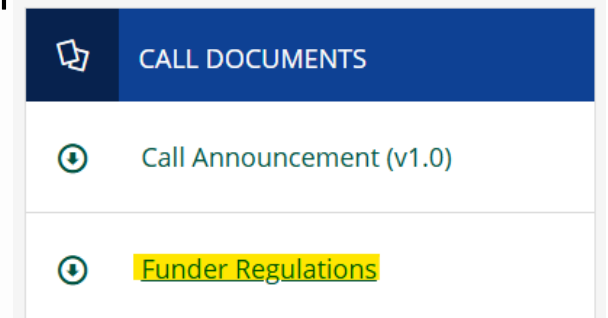 CALL DOCUMENTS
Call Announcement (v1.0)
Funder Regulations